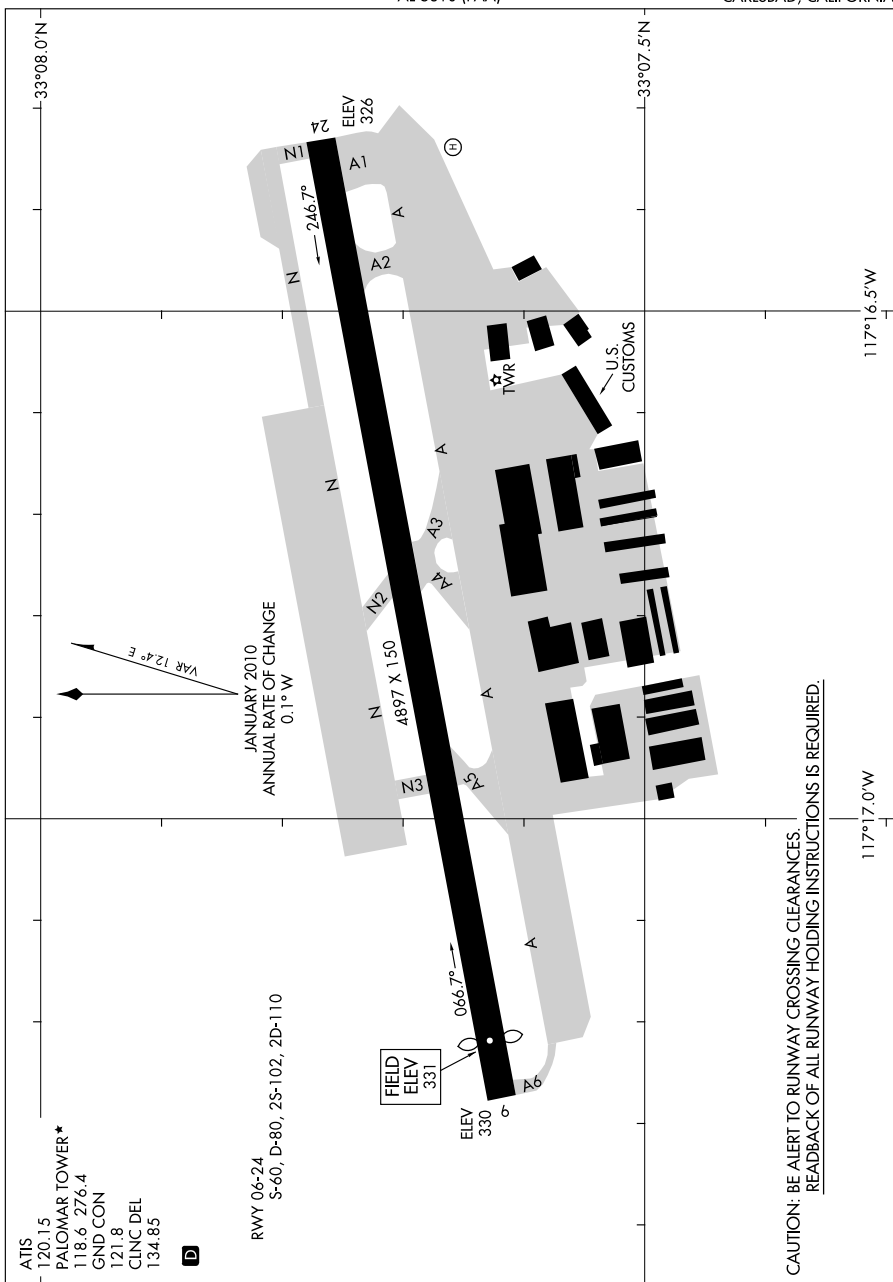 CARLSBAD, CALIFORNIA
ATIS
120.15
PALOMAR TOWER★
118.6 276.4
GND CON
121.8
CLNC DEL
134.85
D
RWY 06-24
S-60, D-80, 2S-102, 2D-110
33°08.0'N
33°07.5'N
JANUARY 2010
ANNUAL RATE OF CHANGE
0.1° W
VAR 12.4° E
FIELD
ELEV
331
ELEV
330
6
066.7°
4897 X 150
246.7°
24
ELEV
326
N1
N
N
N2
N
N3
A1
A
A2
A
A3
A4
A
A5
A
A6
H
TWR
U.S.
CUSTOMS
117°17.0'W
117°16.5'W
CAUTION: BE ALERT TO RUNWAY CROSSING CLEARANCES.
READBACK OF ALL RUNWAY HOLDING INSTRUCTIONS IS REQUIRED.